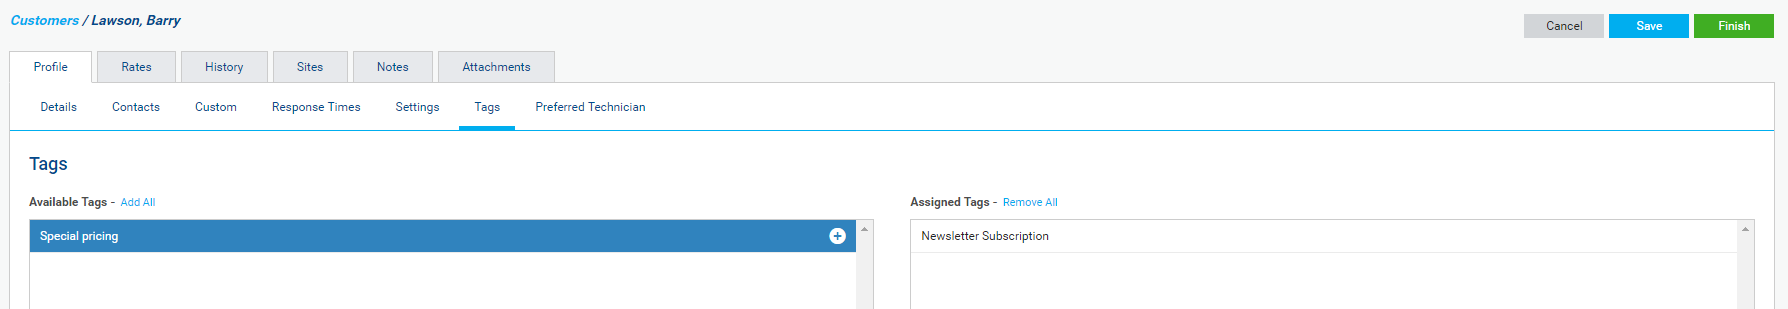 Customers / Lawson, Barry
Cancel Save Finish
Profile Rates History Sites Notes Attachments
Details Contacts Custom Response Times Settings Tags Preferred Technician
Tags
Available Tags - Add All
Assigned Tags - Remove All
Special pricing
Newsletter Subscription